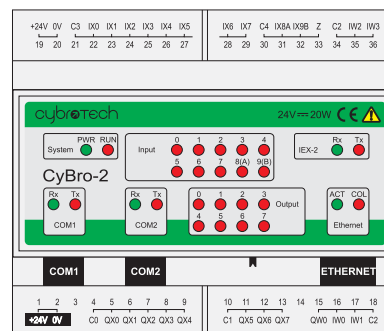 +24V 0V C3 IX0 IX1 IX2 IX3 IX4 IX5 IX6 IX7 C4 IX8A IX9B Z C2 IW2 IW3
19 20 21 22 23 24 25 26 27 28 29 30 31 32 33 34 35 36
cybrotech 24V 20W CE
PWR RUN
System
Input
0 1 2 3 4
5 6 7 8(A) 9(B)
IEX-2
Rx Tx
CyBro-2
Rx Tx
COM1
Rx Tx
COM2
0 1 2 3
4 5 6 7
Output
ACT COL
Ethernet
COM1 COM2 ETHERNET
1 2 3 4 5 6 7 8 9 10 11 12 13 14 15 16 17 18
+24V 0V C0 QX0 QX1 QX2 QX3 QX4 C1 QX5 QX6 QX7 QW0 IW0 IW1 C2